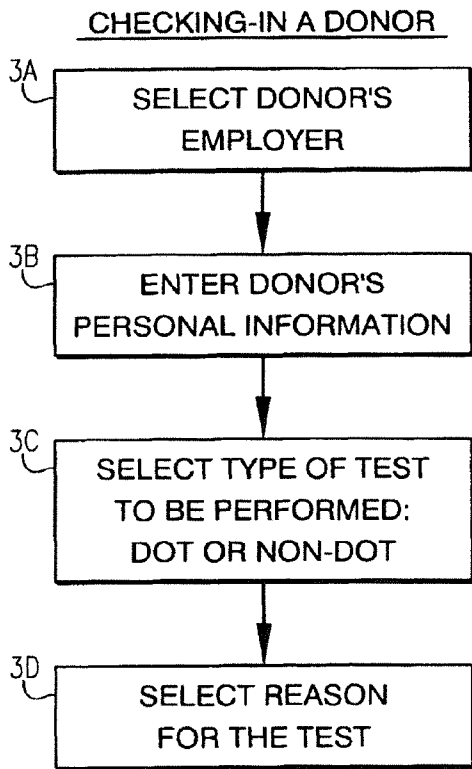 CHECKING-IN A DONOR
3A
SELECT DONOR'S
EMPLOYER
3B
ENTER DONOR'S
PERSONAL INFORMATION
3C
SELECT TYPE OF TEST
TO BE PERFORMED:
DOT OR NON-DOT
3D
SELECT REASON
FOR THE TEST